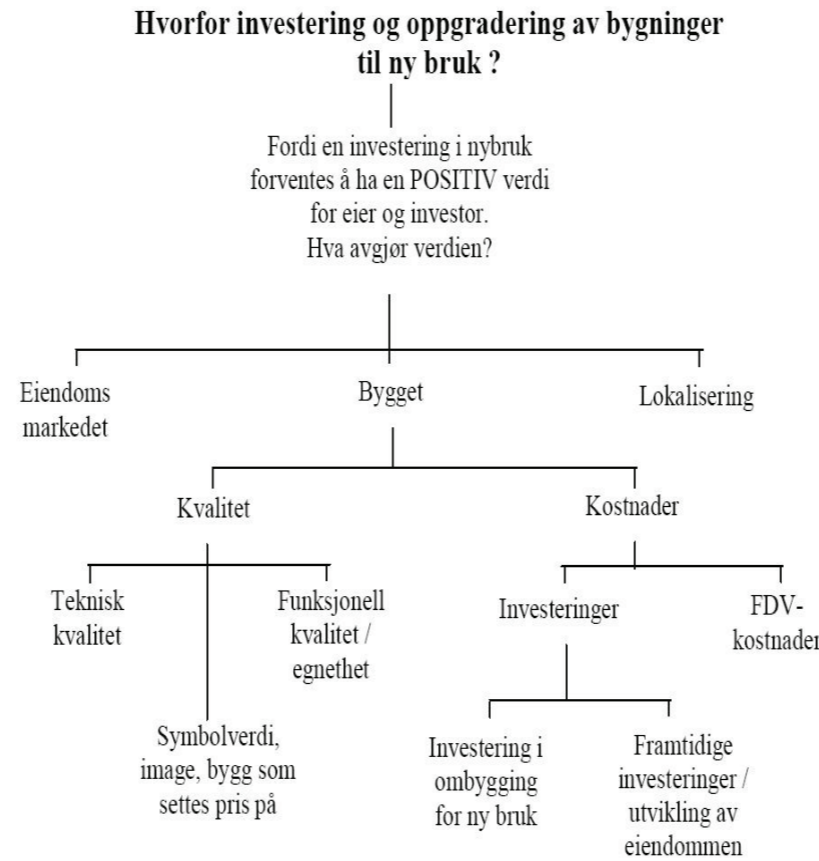 Hvorfor investering og oppgradering av bygninger
til ny bruk ?
Fordi en investering i nybruk
forventes å ha en POSITIV verdi
for eier og investor.
Hva avgjør verdien?
Eiendoms
markedet
Bygget
Lokalisering
Kvalitet
Kostnader
Teknisk
kvalitet
Funksjonell
kvalitet /
egnethet
Investeringer
FDV-
kostnader
Symbolverdi,
image, bygg som
settes pris på
Investering i
ombygging
for ny bruk
Framtidige
investeringer /
utvikling av
eiendommen